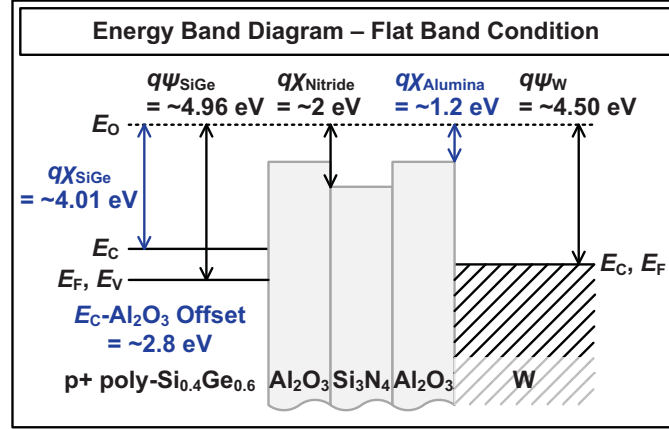 Energy Band Diagram – Flat Band Condition
qψSiGe qχNitride qχAlumina qψW
= ~4.96 eV = ~2 eV = ~1.2 eV = ~4.50 eV
EO
qχSiGe
= ~4.01 eV
EC
EF, EV
EC, EF
EC-Al2O3 Offset
= ~2.8 eV
p+ poly-Si0.4Ge0.6 Al2O3 Si3N4 Al2O3 W